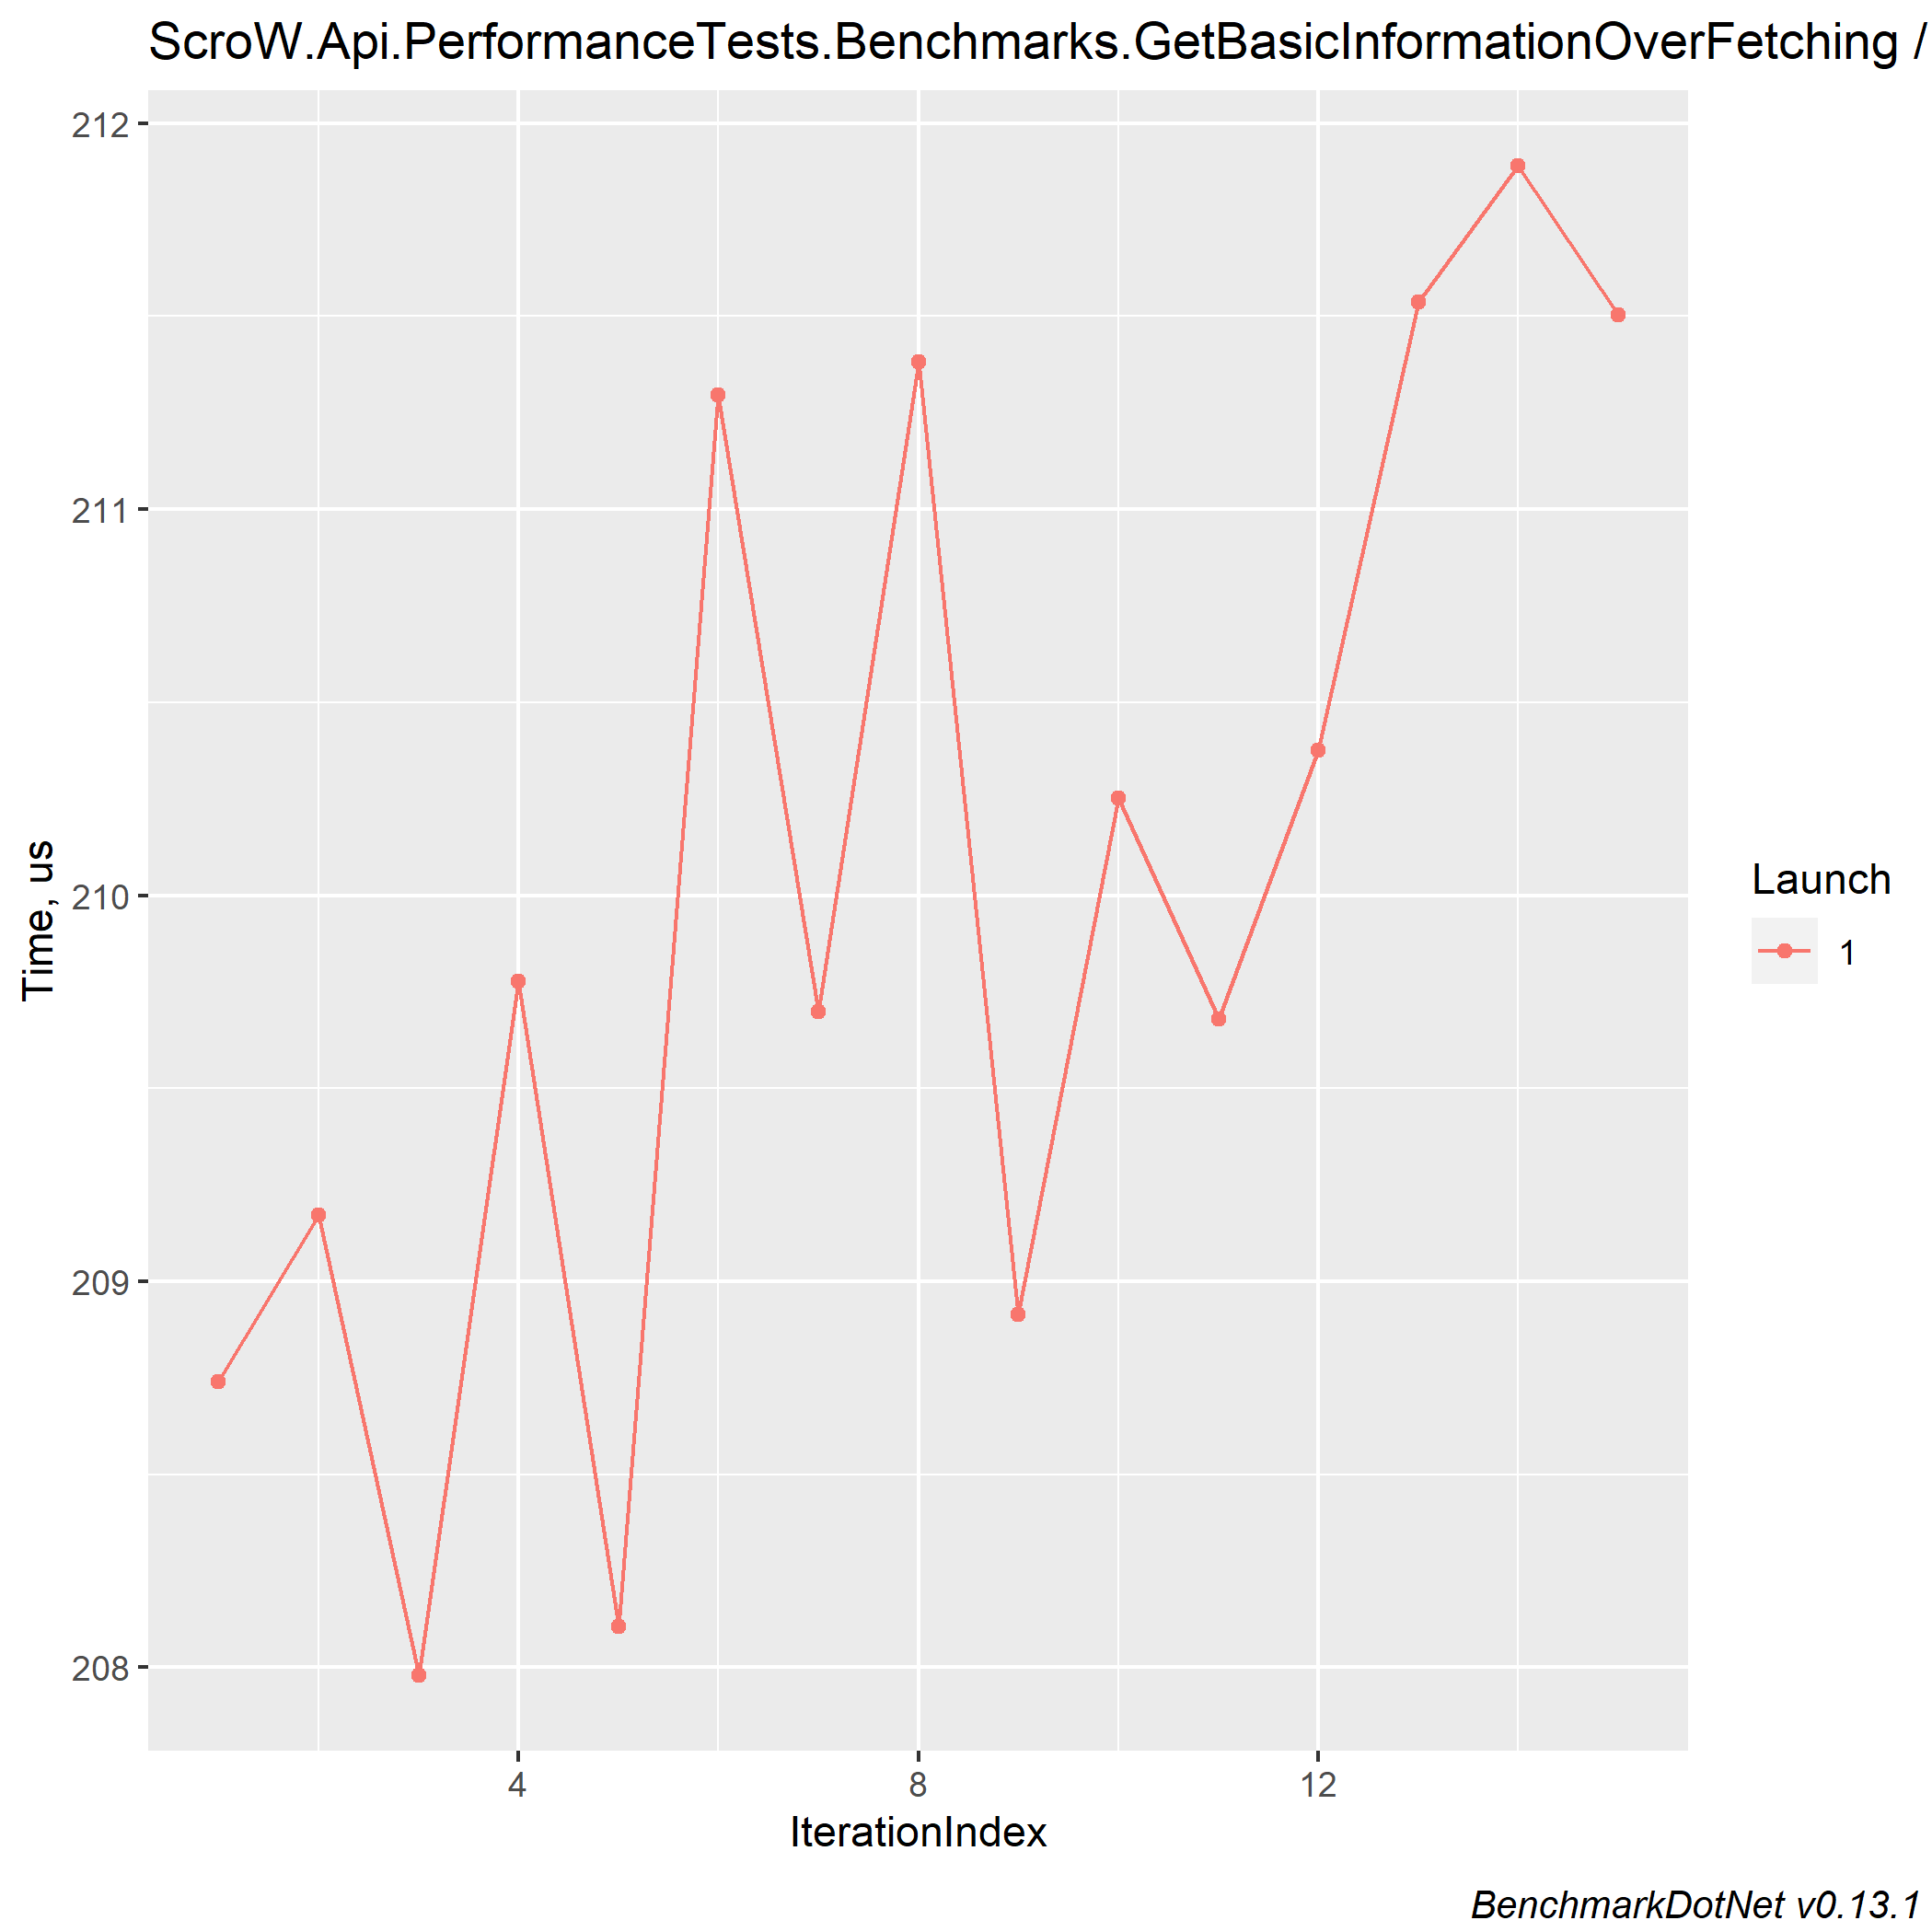 ScroW.Api.PerformanceTests.Benchmarks.GetBasicInformationOverFetching /
212
211
210
209
208
Time, us
4 8 12
IterationIndex
Launch
1
BenchmarkDotNet v0.13.1